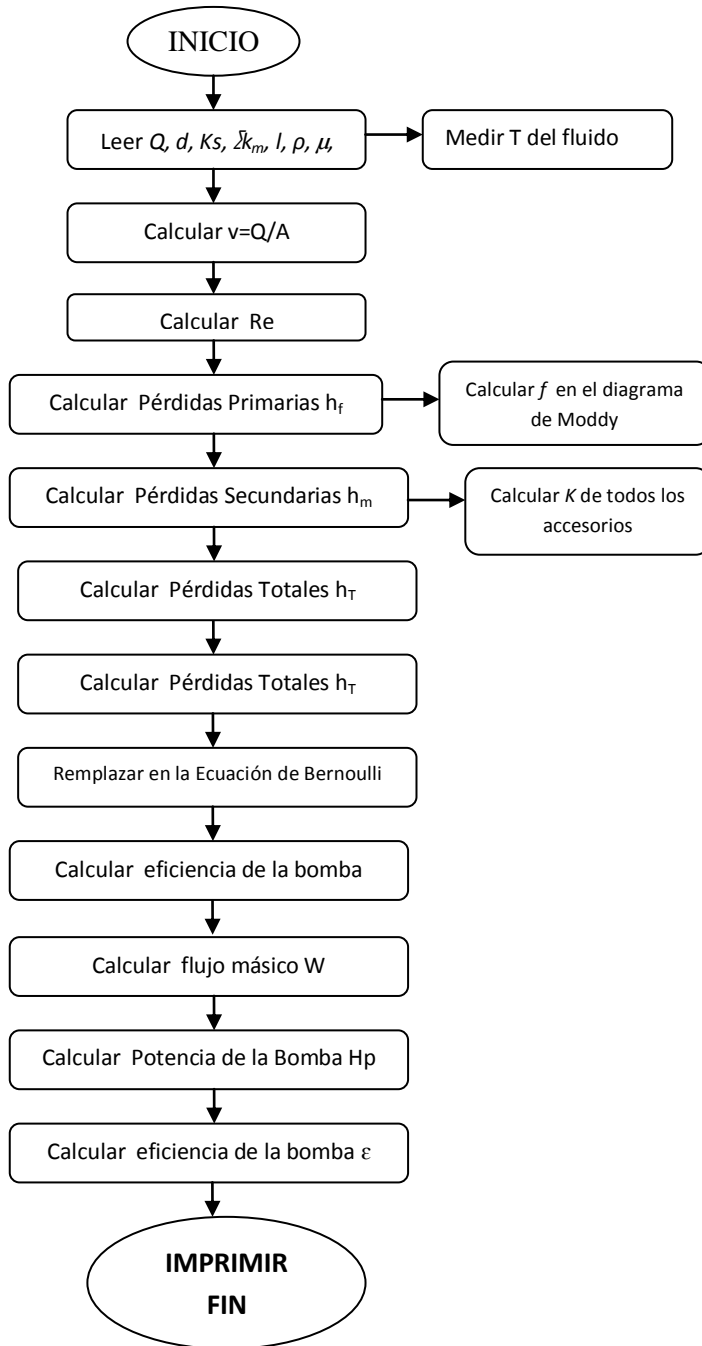 INICIO
Leer Q, d, Ks, Σkₘ, l, ρ, μ,
Medir T del fluido
Calcular v=Q/A
Calcular Re
Calcular Pérdidas Primarias hf
Calcular f en el diagrama
de Moddy
Calcular Pérdidas Secundarias hₘ
Calcular K de todos los
accesorios
Calcular Pérdidas Totales hT
Calcular Pérdidas Totales hT
Remplazar en la Ecuación de Bernoulli
Calcular eficiencia de la bomba
Calcular flujo másico W
Calcular Potencia de la Bomba Hp
Calcular eficiencia de la bomba ε
IMPRIMIR
FIN